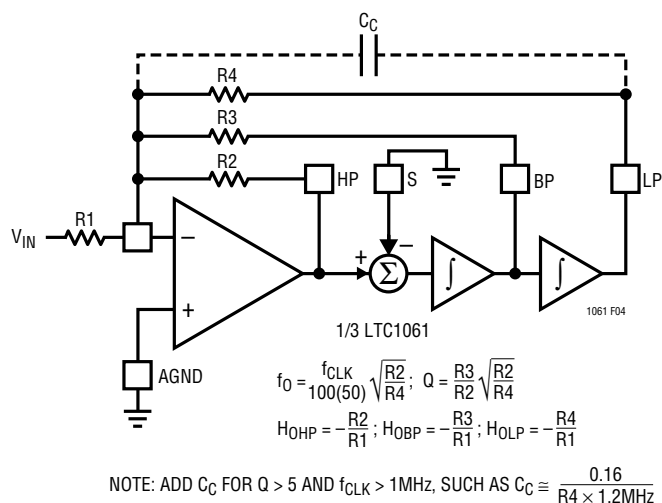 C_C
R4
R3
R2
HP
S
BP
LP
R1
V_IN
−
+
−
+
Σ
∫
∫
1061 F04
1/3 LTC1061
AGND
f_O = f_CLK/100(50) √(R2/R4); Q = R3/R2 √(R2/R4)
H_OHP = −R2/R1; H_OBP = −R3/R1; H_OLP = −R4/R1
NOTE: ADD C_C FOR Q > 5 AND f_CLK > 1MHz, SUCH AS C_C ≅ 0.16/(R4 × 1.2MHz)